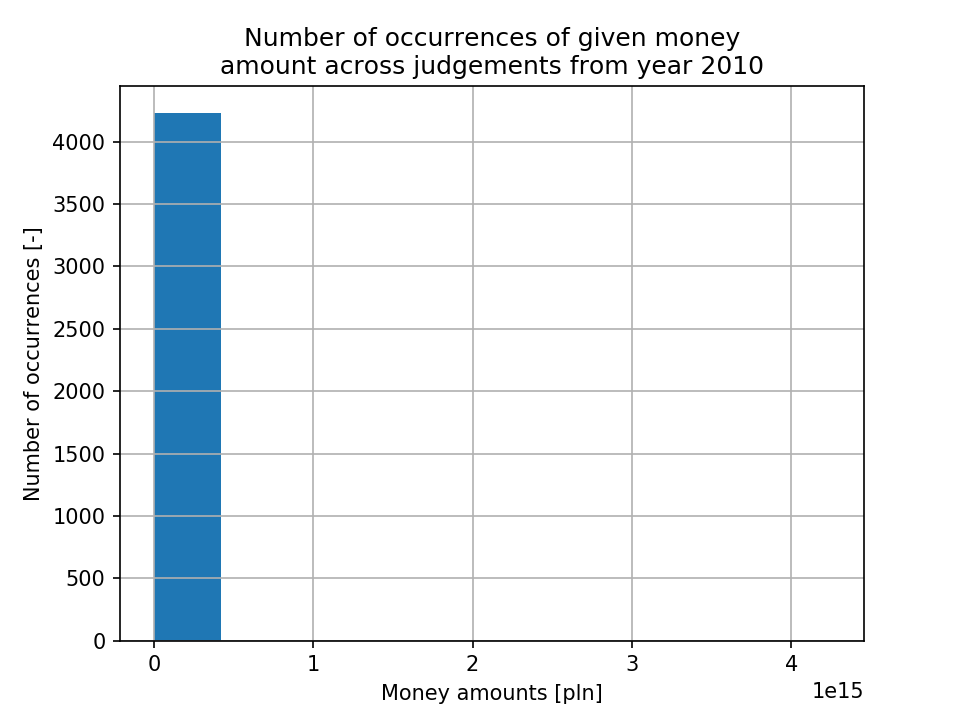 Number of occurrences of given money
amount across judgements from year 2010
Number of occurrences [-]
4000
3500
3000
2500
2000
1500
1000
500
0
0 1 2 3 4
1e15
Money amounts [pln]